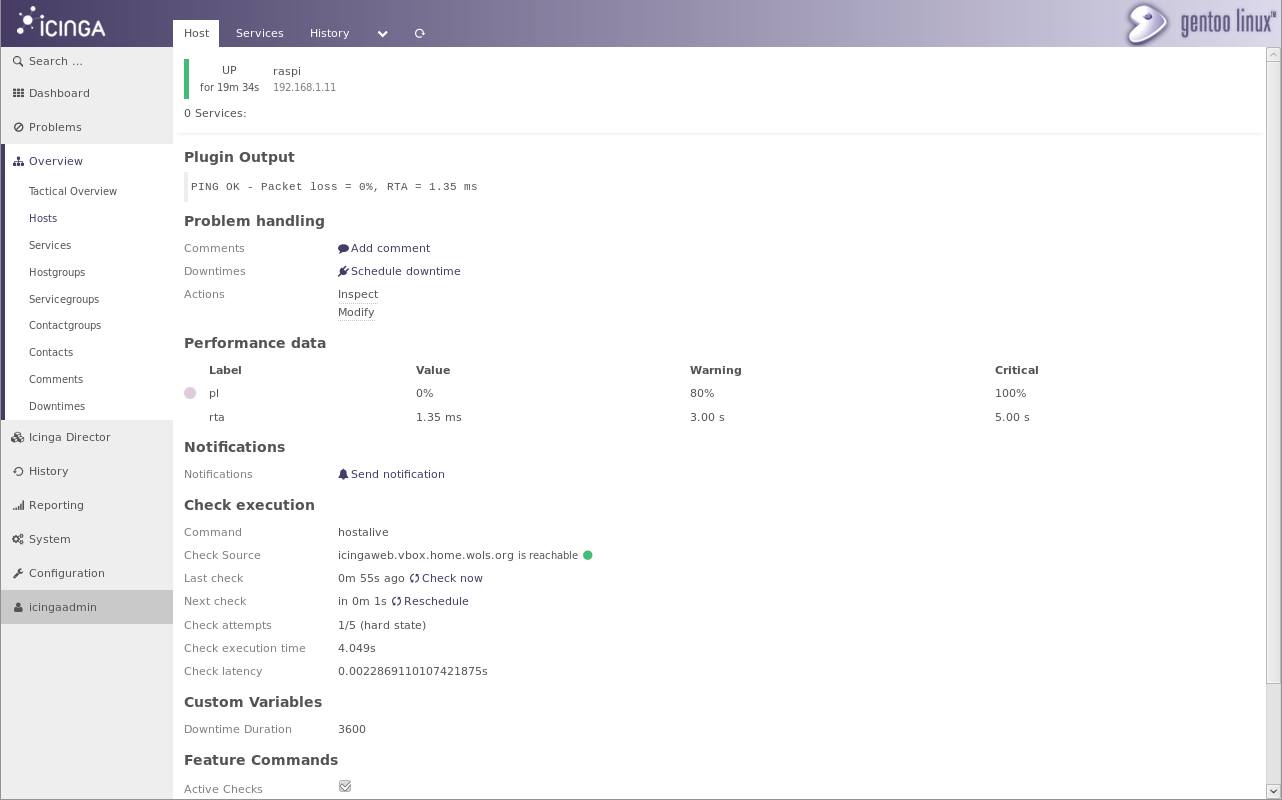 ICINGA
gentoo linux™
Host Services History
Search ...
Dashboard
Problems
Overview
Tactical Overview
Hosts
Services
Hostgroups
Servicegroups
Contactgroups
Contacts
Comments
Downtimes
Icinga Director
History
Reporting
System
Configuration
icingaadmin
UP raspi
for 19m 34s 192.168.1.11
0 Services:
Plugin Output
PING OK - Packet loss = 0%, RTA = 1.35 ms
Problem handling
Comments Add comment
Downtimes Schedule downtime
Actions Inspect
Modify
Performance data
Label Value Warning Critical
pl 0% 80% 100%
rta 1.35 ms 3.00 s 5.00 s
Notifications
Notifications Send notification
Check execution
Command hostalive
Check Source icingaweb.vbox.home.wols.org is reachable
Last check 0m 55s ago Check now
Next check in 0m 1s Reschedule
Check attempts 1/5 (hard state)
Check execution time 4.049s
Check latency 0.0022869110107421875s
Custom Variables
Downtime Duration 3600
Feature Commands
Active Checks